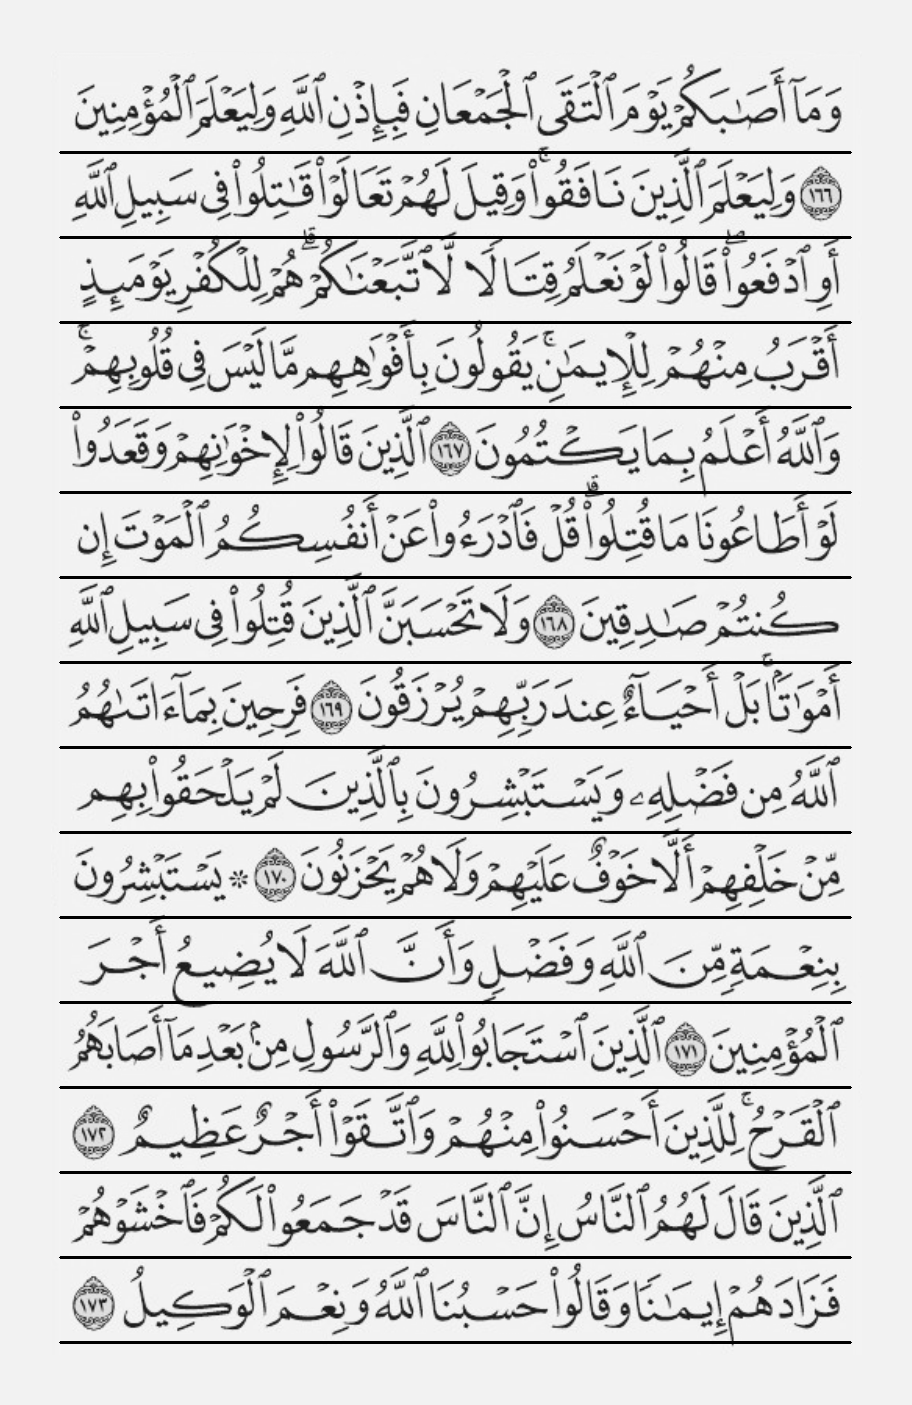 وَمَآ أَصَٰبَكُمْ يَوْمَ ٱلْتَقَى ٱلْجَمْعَانِ فَبِإِذْنِ ٱللَّهِ وَلِيَعْلَمَ ٱلْمُؤْمِنِينَ
١٦٦ وَلِيَعْلَمَ ٱلَّذِينَ نَافَقُوا۟ۚ وَقِيلَ لَهُمْ تَعَالَوْا۟ قَٰتِلُوا۟ فِى سَبِيلِ ٱللَّهِ
أَوِ ٱدْفَعُوا۟ۖ قَالُوا۟ لَوْ نَعْلَمُ قِتَالًا لَّٱتَّبَعْنَٰكُمْۗ هُمْ لِلْكُفْرِ يَوْمَئِذٍ
أَقْرَبُ مِنْهُمْ لِلْإِيمَٰنِۚ يَقُولُونَ بِأَفْوَٰهِهِم مَّا لَيْسَ فِى قُلُوبِهِمْۚ
وَٱللَّهُ أَعْلَمُ بِمَا يَكْتُمُونَ ١٦٧ ٱلَّذِينَ قَالُوا۟ لِإِخْوَٰنِهِمْ وَقَعَدُوا۟
لَوْ أَطَاعُونَا مَا قُتِلُوا۟ۗ قُلْ فَٱدْرَءُوا۟ عَنْ أَنفُسِكُمُ ٱلْمَوْتَ إِن
كُنتُمْ صَٰدِقِينَ ١٦٨ وَلَا تَحْسَبَنَّ ٱلَّذِينَ قُتِلُوا۟ فِى سَبِيلِ ٱللَّهِ
أَمْوَٰتًۢاۚ بَلْ أَحْيَآءٌ عِندَ رَبِّهِمْ يُرْزَقُونَ ١٦٩ فَرِحِينَ بِمَآ ءَاتَىٰهُمُ
ٱللَّهُ مِن فَضْلِهِۦ وَيَسْتَبْشِرُونَ بِٱلَّذِينَ لَمْ يَلْحَقُوا۟ بِهِم
مِّنْ خَلْفِهِمْ أَلَّا خَوْفٌ عَلَيْهِمْ وَلَا هُمْ يَحْزَنُونَ ١٧٠ ۞ يَسْتَبْشِرُونَ
بِنِعْمَةٍ مِّنَ ٱللَّهِ وَفَضْلٍ وَأَنَّ ٱللَّهَ لَا يُضِيعُ أَجْرَ
ٱلْمُؤْمِنِينَ ١٧١ ٱلَّذِينَ ٱسْتَجَابُوا۟ لِلَّهِ وَٱلرَّسُولِ مِنۢ بَعْدِ مَآ أَصَابَهُمُ
ٱلْقَرْحُۚ لِلَّذِينَ أَحْسَنُوا۟ مِنْهُمْ وَٱتَّقَوْا۟ أَجْرٌ عَظِيمٌ ١٧٢
ٱلَّذِينَ قَالَ لَهُمُ ٱلنَّاسُ إِنَّ ٱلنَّاسَ قَدْ جَمَعُوا۟ لَكُمْ فَٱخْشَوْهُمْ
فَزَادَهُمْ إِيمَٰنًا وَقَالُوا۟ حَسْبُنَا ٱللَّهُ وَنِعْمَ ٱلْوَكِيلُ ١٧٣